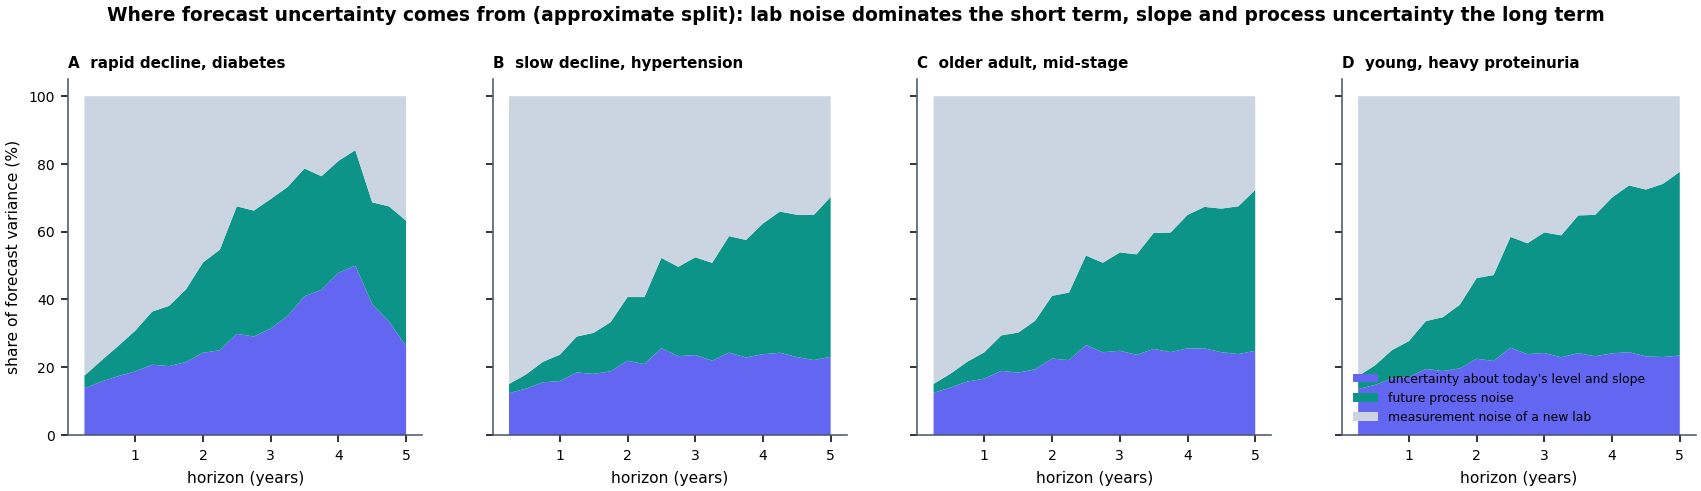 Where forecast uncertainty comes from (approximate split): lab noise dominates the short term, slope and process uncertainty the long term
A rapid decline, diabetes
B slow decline, hypertension
C older adult, mid-stage
D young, heavy proteinuria
share of forecast variance (%)
100
80
60
40
20
0
1 2 3 4 5
horizon (years)
1 2 3 4 5
horizon (years)
1 2 3 4 5
horizon (years)
uncertainty about today's level and slope
future process noise
measurement noise of a new lab
1 2 3 4 5
horizon (years)